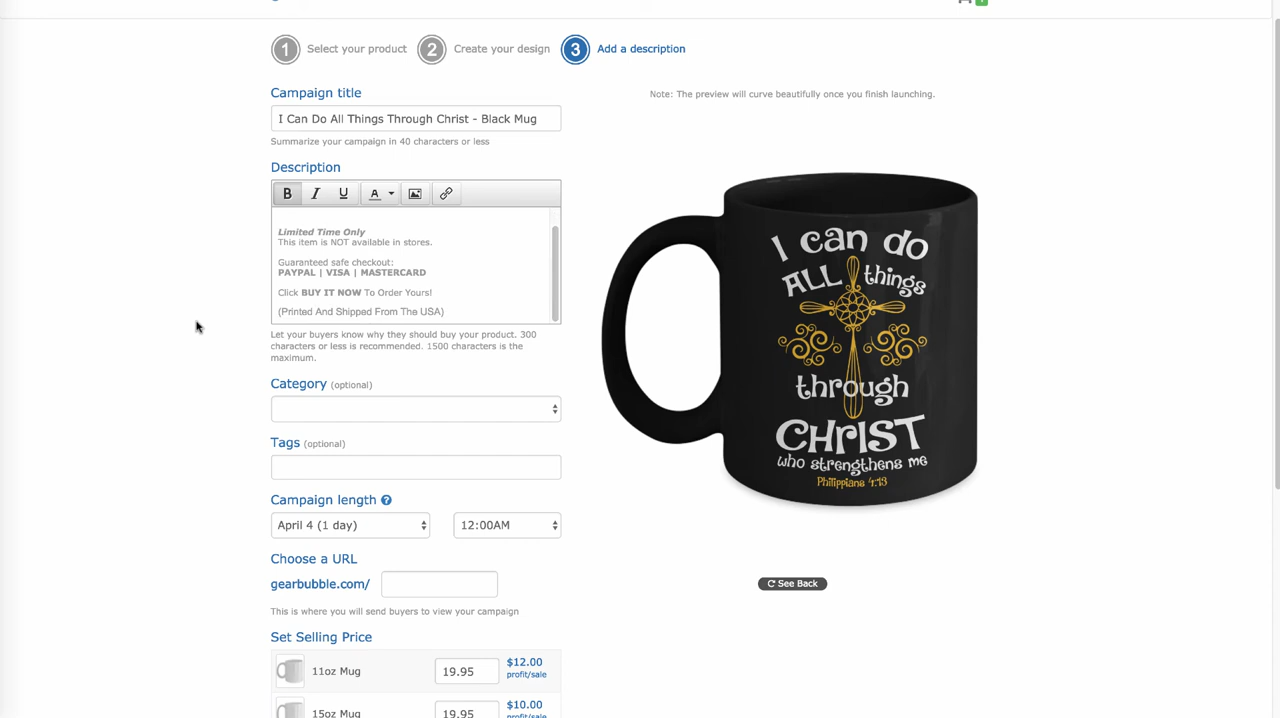 1 Select your product 2 Create your design 3 Add a description
Campaign title
Note: The preview will curve beautifully once you finish launching.
I Can Do All Things Through Christ - Black Mug
Summarize your campaign in 40 characters or less
Description
B I U A
Limited Time Only
This item is NOT available in stores.
Guaranteed safe checkout:
PAYPAL | VISA | MASTERCARD
Click BUY IT NOW To Order Yours!
(Printed And Shipped From The USA)
Let your buyers know why they should buy your product. 300
characters or less is recommended. 1500 characters is the
maximum.
Category (optional)
Tags (optional)
Campaign length ?
April 4 (1 day) 12:00AM
Choose a URL
gearbubble.com/
This is where you will send buyers to view your campaign
Set Selling Price
11oz Mug 19.95 $12.00
profit/sale
15oz Mug 19.95 $10.00
profit/sale
I can do
ALL things
through
CHrIST
who strengthens me
Philippians 4:13
See Back